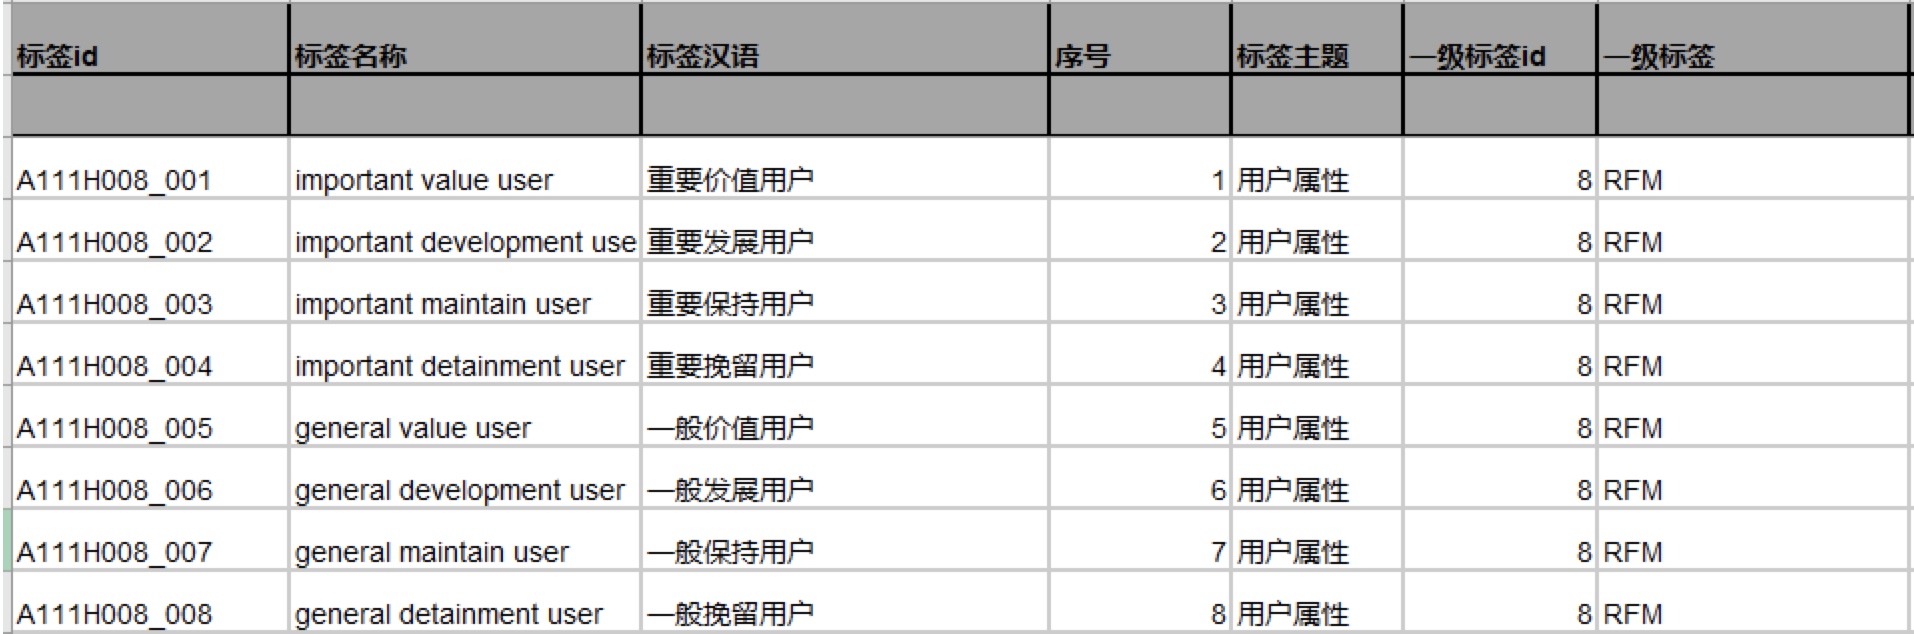 标签id 标签名称 标签汉语 序号 标签主题 一级标签id 一级标签
A111H008_001 important value user 重要价值用户 1 用户属性 8 RFM
A111H008_002 important development use 重要发展用户 2 用户属性 8 RFM
A111H008_003 important maintain user 重要保持用户 3 用户属性 8 RFM
A111H008_004 important detainment user 重要挽留用户 4 用户属性 8 RFM
A111H008_005 general value user 一般价值用户 5 用户属性 8 RFM
A111H008_006 general development user 一般发展用户 6 用户属性 8 RFM
A111H008_007 general maintain user 一般保持用户 7 用户属性 8 RFM
A111H008_008 general detainment user 一般挽留用户 8 用户属性 8 RFM